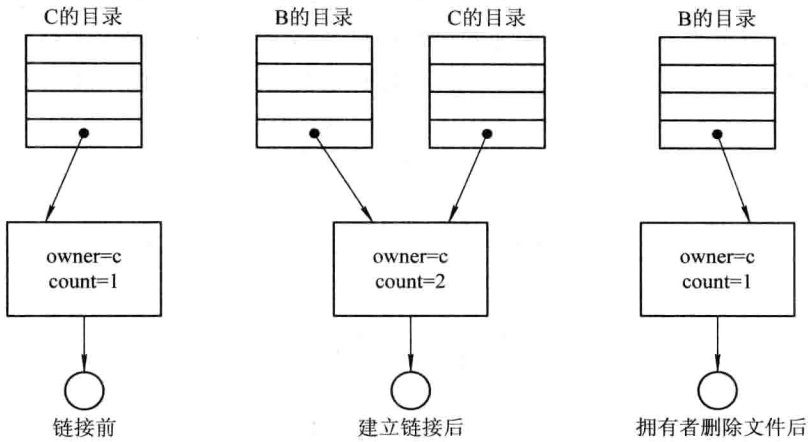 C的目录
B的目录
C的目录
B的目录
owner=c
count=1
owner=c
count=2
owner=c
count=1
链接前
建立链接后
拥有者删除文件后